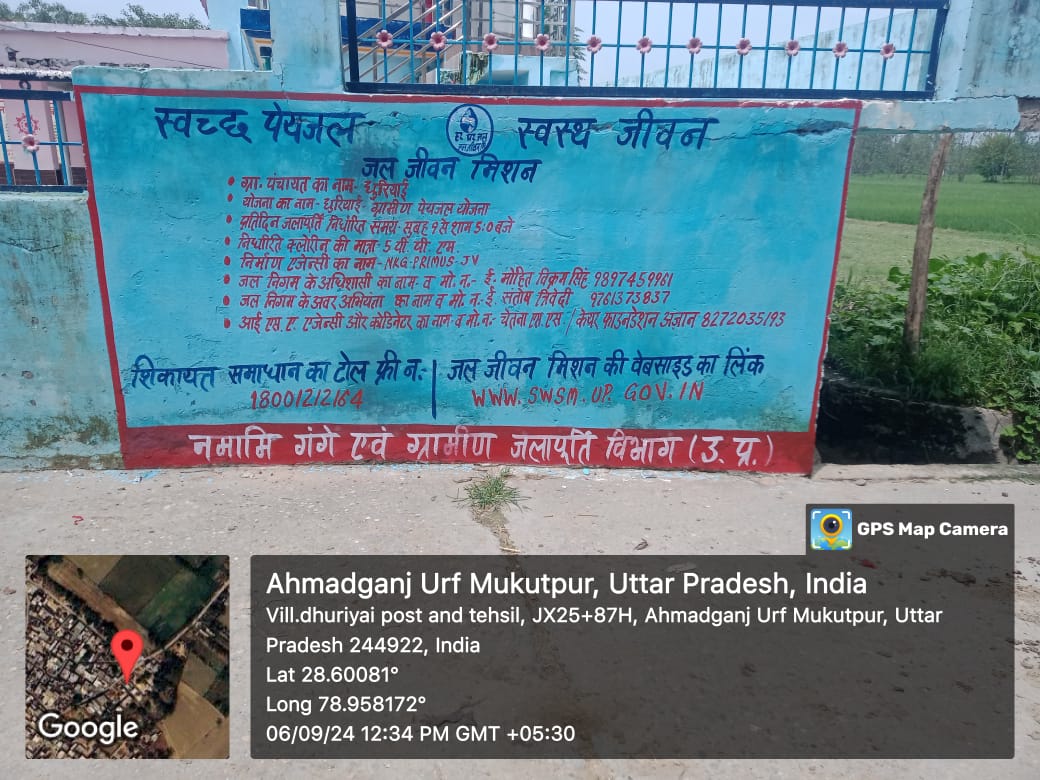 स्वच्छ पेयजल हर घर जल स्वस्थ जीवन
जल जीवन मिशन
• ग्रा. पंचायत का नाम- धुरियाई
• योजना का नाम- धुरियाई- ग्रामीण पेयजल योजना
• प्रतिदिन जलापूर्ति निर्धारित समय- सुबह 9 से शाम 5:0 बजे
• निर्धारित क्लोरिन की मात्रा- 5 पी. पी. एम.
• निर्माण एजेन्सी का नाम- NKG-PRIMUS-JV
• जल निगम के अधिशासी का नाम व मो. न.- ई. मोहित विक्रम सिंह 9897459961
• जल निगम के अवर अभियंता का नाम व मो. न.- ई. संतोष त्रिवेदी 9761373837
• आई एस. ए एजेन्सी और कोडिनेटर का नाम व मो. न.- चेतना एस. एस / केयर फाउनडेशन अज़ान 8272035193
शिकायत समाधान का टोल फ्री न.-
18001212164
जल जीवन मिशन की वेबसाइड का लिंक
WWW. SWSM. UP. GOV. IN
नमामि गंगे एवं ग्रामीण जलापूर्ति विभाग (उ. प्र.)
GPS Map Camera
Ahmadganj Urf Mukutpur, Uttar Pradesh, India
Vill.dhuriyai post and tehsil, JX25+87H, Ahmadganj Urf Mukutpur, Uttar
Pradesh 244922, India
Lat 28.60081°
Long 78.958172°
06/09/24 12:34 PM GMT +05:30
Google